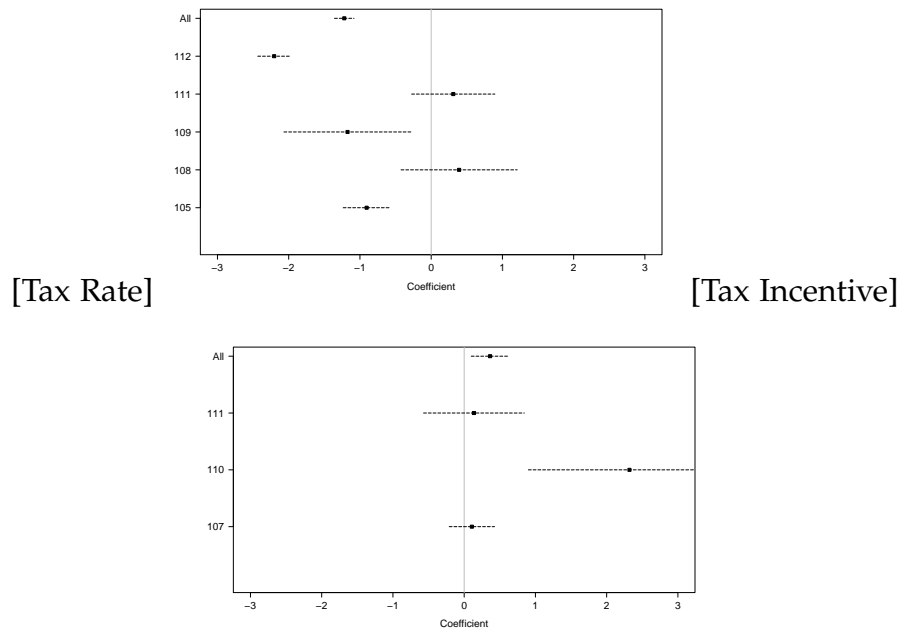 All
112
111
109
108
105
−3 −2 −1 0 1 2 3
Coefficient
[Tax Rate]
[Tax Incentive]
All
111
110
107
−3 −2 −1 0 1 2 3
Coefficient